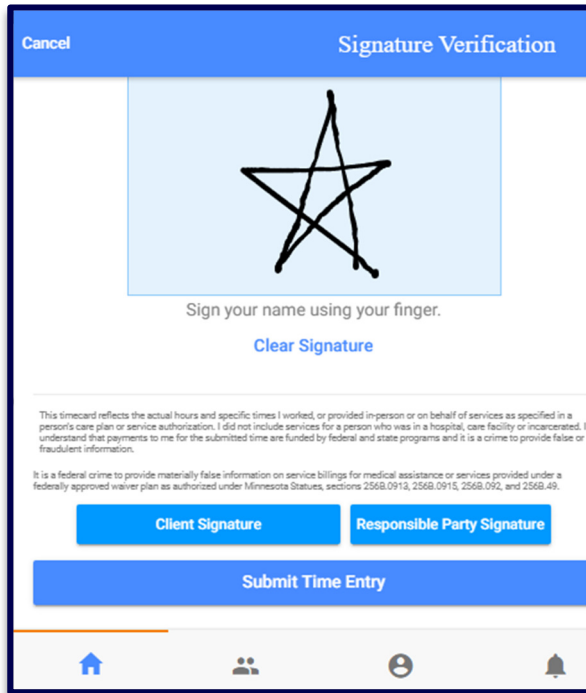 Cancel
Signature Verification
Sign your name using your finger.
Clear Signature
This timecard reflects the actual hours and specific times I worked, or provided in-person or on behalf of services as specified in a
person's care plan or service authorization. I did not include services for a person who was in a hospital, care facility or incarcerated. I
understand that payments to me for the submitted time are funded by federal and state programs and it is a crime to provide false or
fraudulent information.
It is a federal crime to provide materially false information on service billings for medical assistance or services provided under a
federally approved waiver plan as authorized under Minnesota Statues, sections 256B.0913, 256B.0915, 256B.092, and 256B.49.
Client Signature
Responsible Party Signature
Submit Time Entry